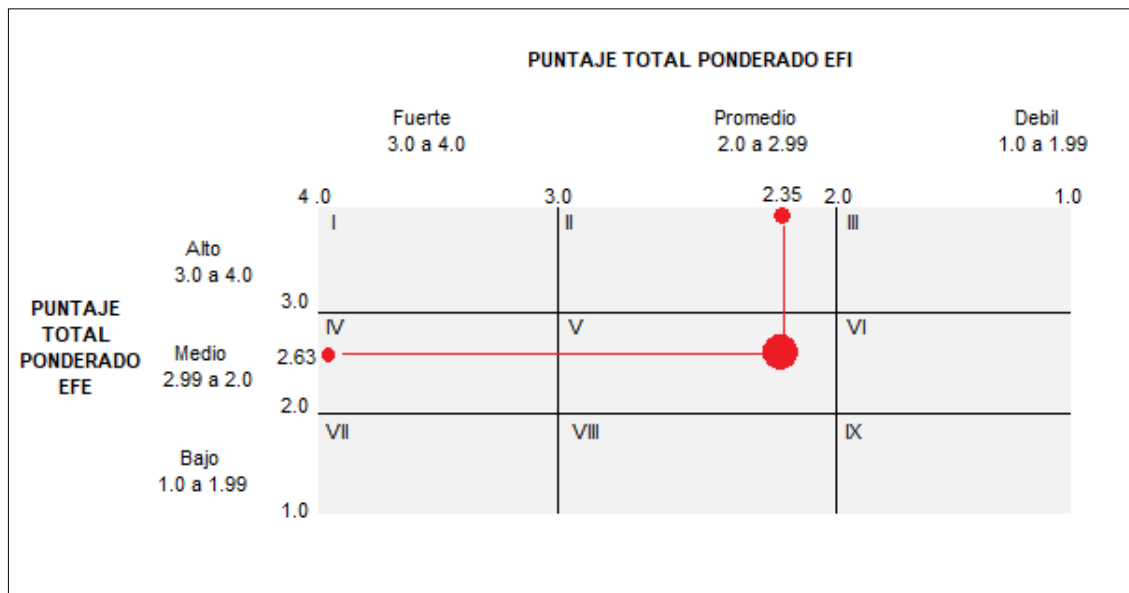 PUNTAJE TOTAL PONDERADO EFI
Fuerte
3.0 a 4.0
Promedio
2.0 a 2.99
Debil
1.0 a 1.99
4 .0
3.0
2.35
2.0
1.0
I
II
III
Alto
3.0 a 4.0
3.0
PUNTAJE
TOTAL
PONDERADO
EFE
IV
V
VI
Medio
2.99 a 2.0
2.63
2.0
VII
VIII
IX
Bajo
1.0 a 1.99
1.0